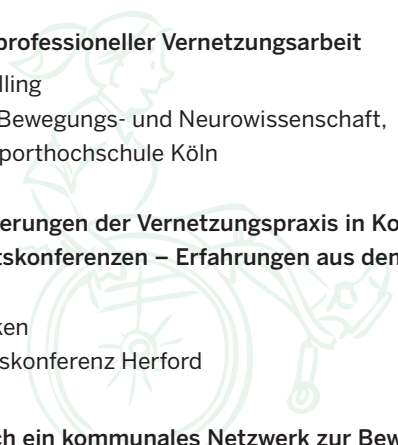 professioneller Vernetzungsarbeit
lling
Bewegungs- und Neurowissenschaft,
porthochschule Köln
erungen der Vernetzungspraxis in Ko
tskonferenzen – Erfahrungen aus den
ken
skonferenz Herford
ch ein kommunales Netzwerk zur Bew